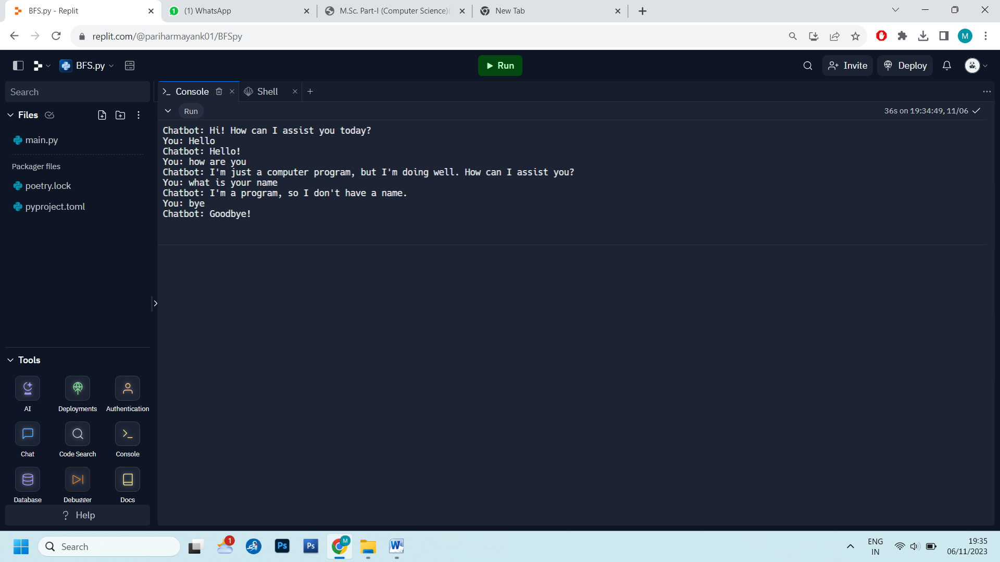 BFS.py - Replit
(1) WhatsApp
M.Sc. Part-I (Computer Science)
New Tab
replit.com/@pariharmayank01/BFSpy
M
BFS.py
Run
Invite
Deploy
Search
Console
Shell
Files
Run
36s on 19:34:49, 11/06
main.py
Packager files
poetry.lock
pyproject.toml
Chatbot: Hi! How can I assist you today?
You: Hello
Chatbot: Hello!
You: how are you
Chatbot: I'm just a computer program, but I'm doing well. How can I assist you?
You: what is your name
Chatbot: I'm a program, so I don't have a name.
You: bye
Chatbot: Goodbye!
Tools
AI
Deployments
Authentication
Chat
Code Search
Console
Database
Debugger
Docs
? Help
Search
1
Ps
Ps
M
W
ENG
IN
19:35
06/11/2023